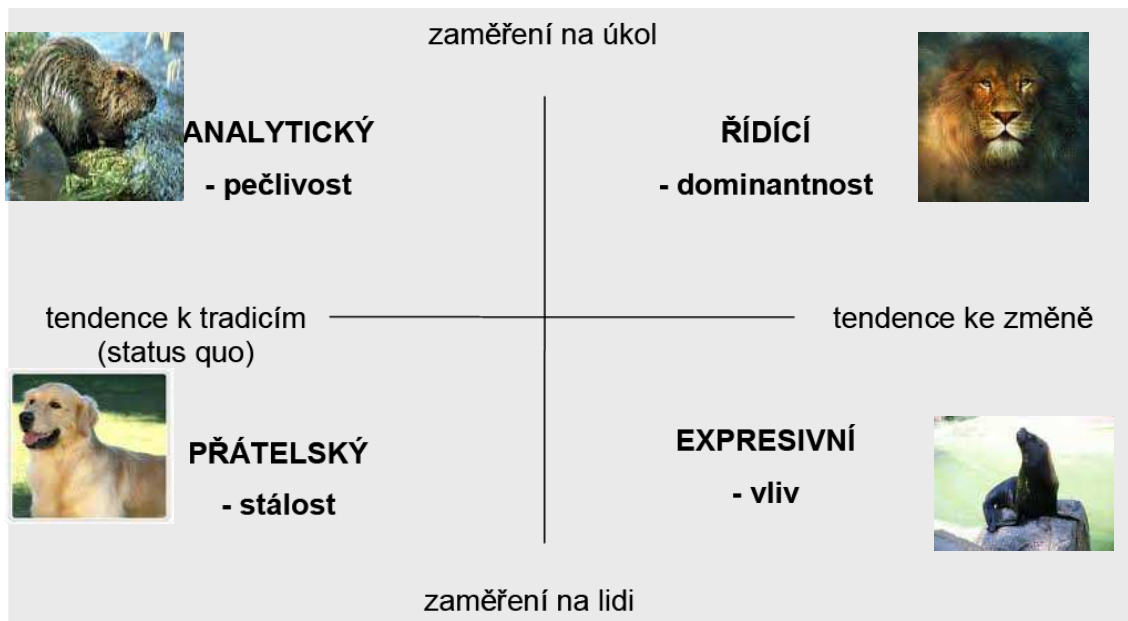 zaměření na úkol
ANALYTICKÝ
- pečlivost
ŘÍDÍCÍ
- dominantnost
tendence k tradicím
(status quo)
tendence ke změně
PŘÁTELSKÝ
- stálost
EXPRESIVNÍ
- vliv
zaměření na lidi